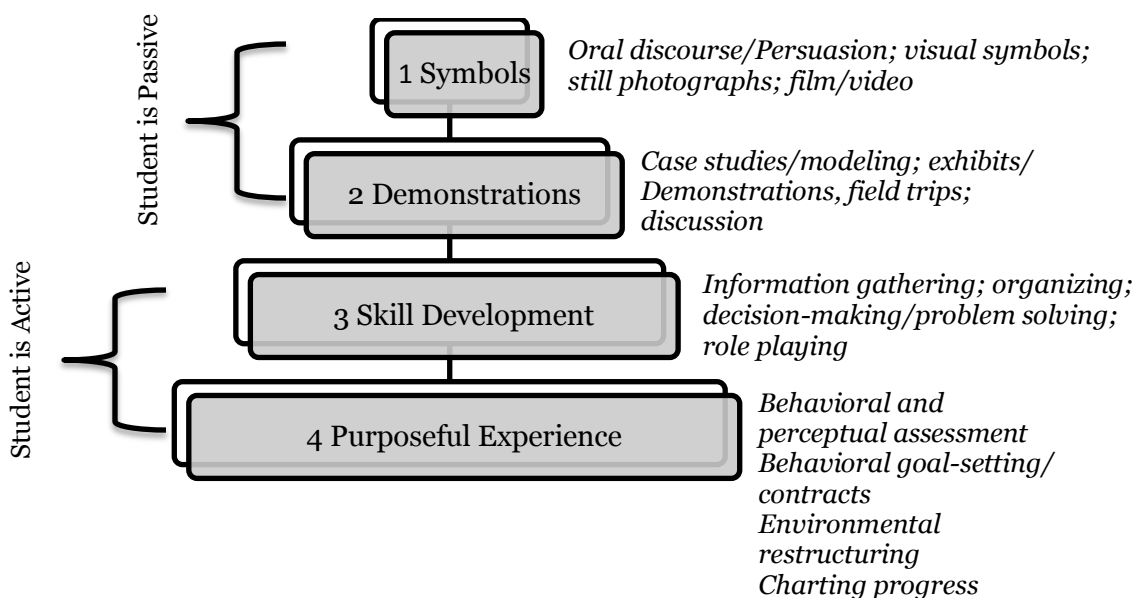 Student is Passive
1 Symbols
Oral discourse/Persuasion; visual symbols;
still photographs; film/video
2 Demonstrations
Case studies/modeling; exhibits/
Demonstrations, field trips;
discussion
Student is Active
3 Skill Development
Information gathering; organizing;
decision-making/problem solving;
role playing
4 Purposeful Experience
Behavioral and
perceptual assessment
Behavioral goal-setting/
contracts
Environmental
restructuring
Charting progress